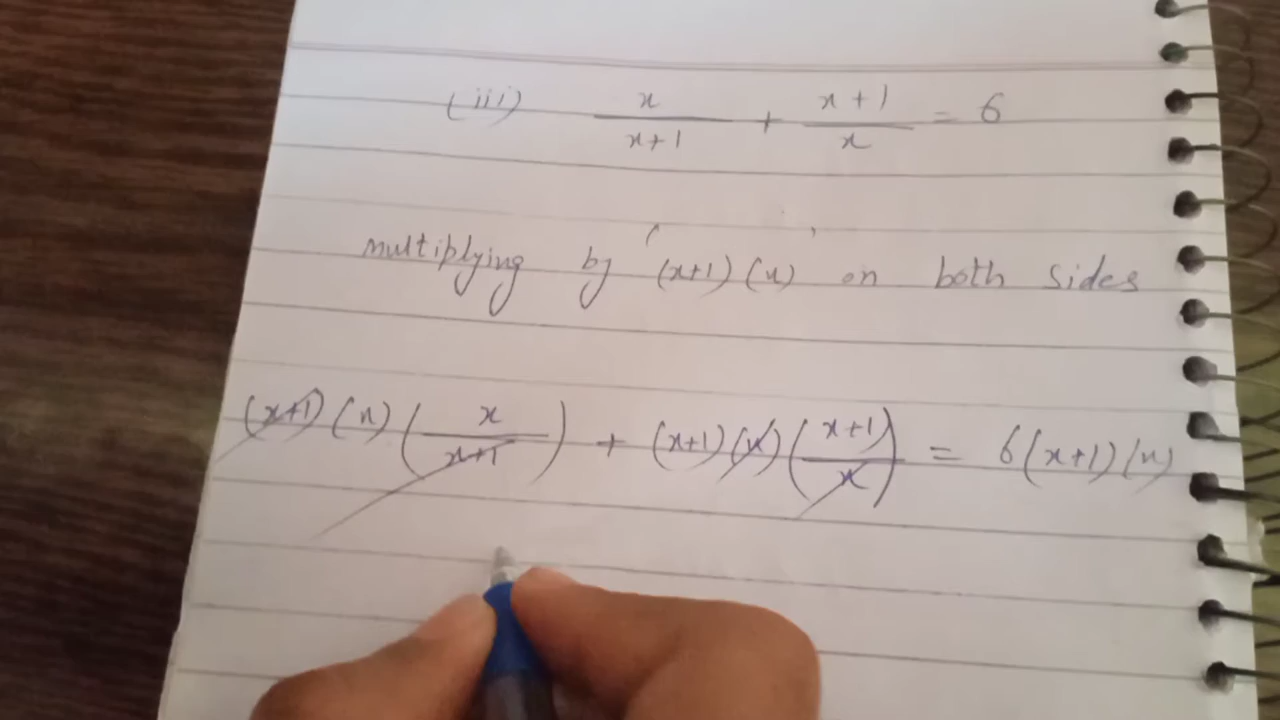 (iii) x/(x+1) + (x+1)/x = 6
multiplying by (x+1)(x) on both sides
(x+1)(x)(x/(x+1)) + (x+1)(x)((x+1)/x) = 6(x+1)(x)